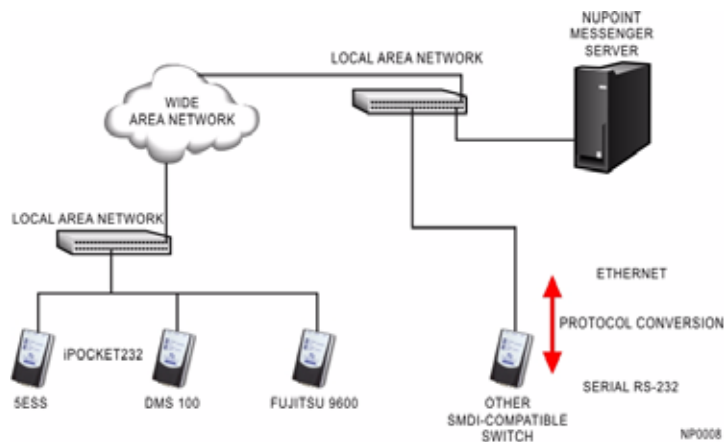 NUPOINT
MESSENGER
SERVER
LOCAL AREA NETWORK
WIDE
AREA NETWORK
LOCAL AREA NETWORK
ETHERNET
PROTOCOL CONVERSION
SERIAL RS-232
iPOCKET232
5ESS
DMS 100
FUJITSU 9600
OTHER
SMDI-COMPATIBLE
SWITCH
NP0008